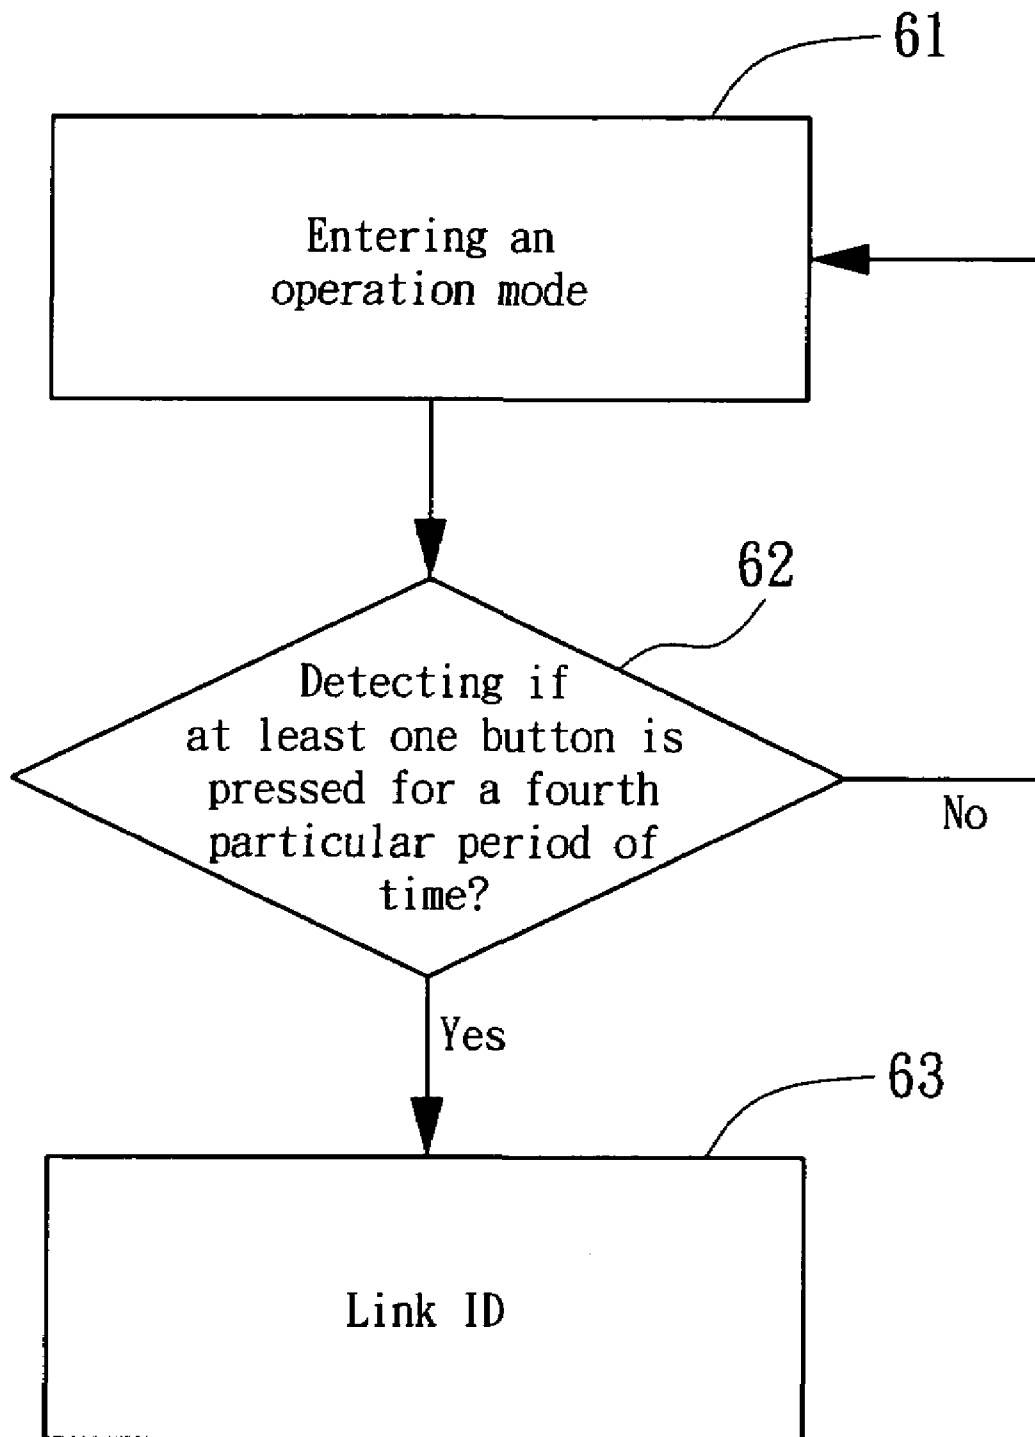 61
Entering an
operation mode
62
Detecting if
at least one button is
pressed for a fourth
particular period of
time?
No
Yes
63
Link ID